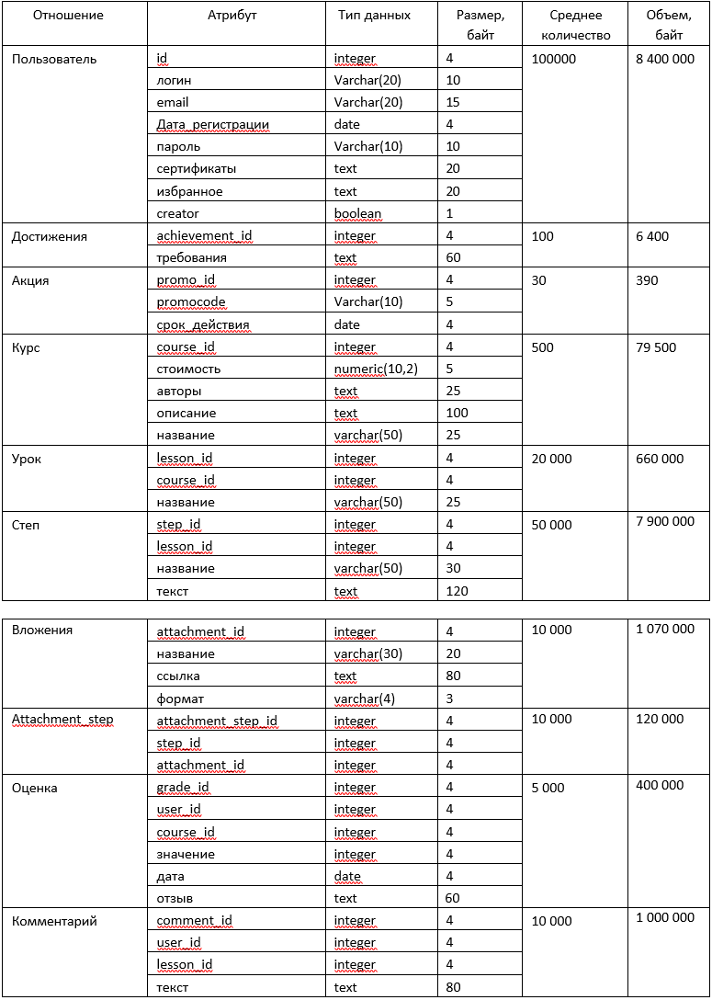 Отношение Атрибут Тип данных Размер, байт Среднее количество Объем, байт
Пользователь id integer 4 100000 8 400 000
логин Varchar(20) 10
email Varchar(20) 15
Дата_регистрации date 4
пароль Varchar(10) 10
сертификаты text 20
избранное text 20
creator boolean 1
Достижения achievement_id integer 4 100 6 400
требования text 60
Акция promo_id integer 4 30 390
promocode Varchar(10) 5
срок_действия date 4
Курс course_id integer 4 500 79 500
стоимость numeric(10,2) 5
авторы text 25
описание text 100
название varchar(50) 25
Урок lesson_id integer 4 20 000 660 000
course_id integer 4
название varchar(50) 25
Степ step_id integer 4 50 000 7 900 000
lesson_id integer 4
название varchar(50) 30
текст text 120
Вложения attachment_id integer 4 10 000 1 070 000
название varchar(30) 20
ссылка text 80
формат varchar(4) 3
Attachment_step attachment_step_id integer 4 10 000 120 000
step_id integer 4
attachment_id integer 4
Оценка grade_id integer 4 5 000 400 000
user_id integer 4
course_id integer 4
значение integer 4
дата date 4
отзыв text 60
Комментарий comment_id integer 4 10 000 1 000 000
user_id integer 4
lesson_id integer 4
текст text 80